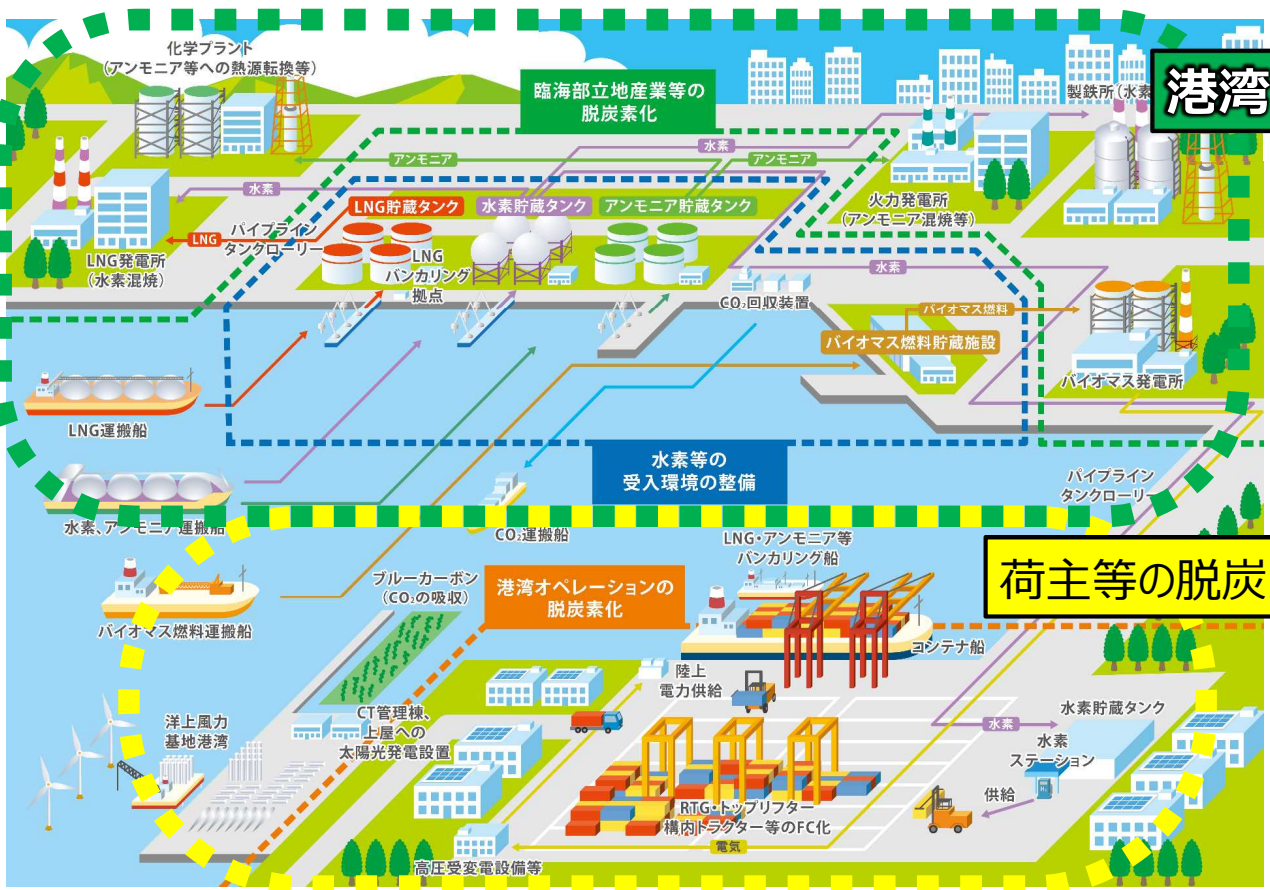 化学プラント
(アンモニア等への熱源転換等)
臨海部立地産業等の
脱炭素化
製鉄所(水素
港湾
水素
アンモニア
アンモニア
水素
LNG貯蔵タンク
水素貯蔵タンク
アンモニア貯蔵タンク
火力発電所
(アンモニア混焼等)
パイプライン
タンクローリー
LNG
LNG発電所
(水素混焼)
LNG
バンカリング
拠点
水素
CO₂回収装置
バイオマス燃料
バイオマス燃料貯蔵施設
バイオマス発電所
LNG運搬船
水素等の
受入環境の整備
パイプライン
タンクローリー
水素、アンモニア運搬船
CO₂運搬船
LNG・アンモニア等
バンカリング船
荷主等の脱炭
ブルーカーボン
(CO₂の吸収)
港湾オペレーションの
脱炭素化
バイオマス燃料運搬船
コンテナ船
陸上
電力供給
CT管理棟、
上屋への
太陽光発電設置
洋上風力
基地港湾
水素
水素貯蔵タンク
水素
ステーション
H₂
供給
RTG・トップリフター
構内トラクター等のFC化
電気
高圧受変電設備等